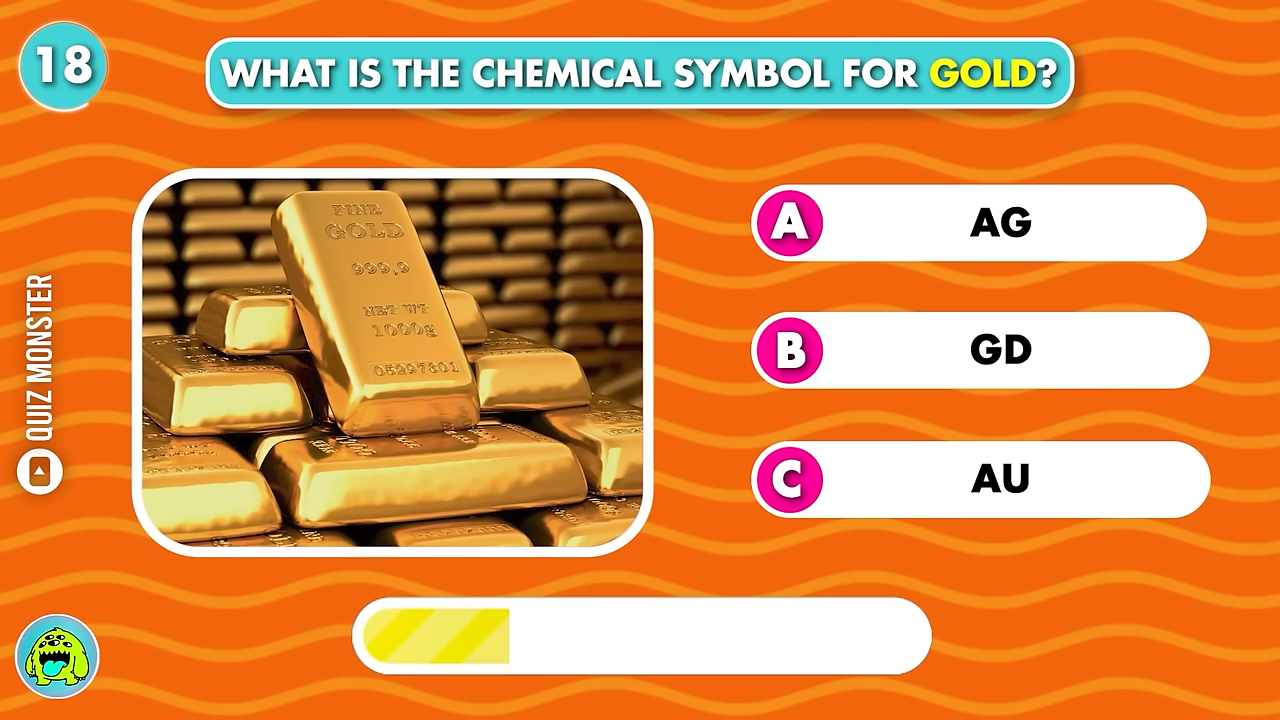 18
WHAT IS THE CHEMICAL SYMBOL FOR GOLD?
QUIZ MONSTER
FINE
GOLD
999,9
NET WT
1000g
05297301
A AG
B GD
C AU